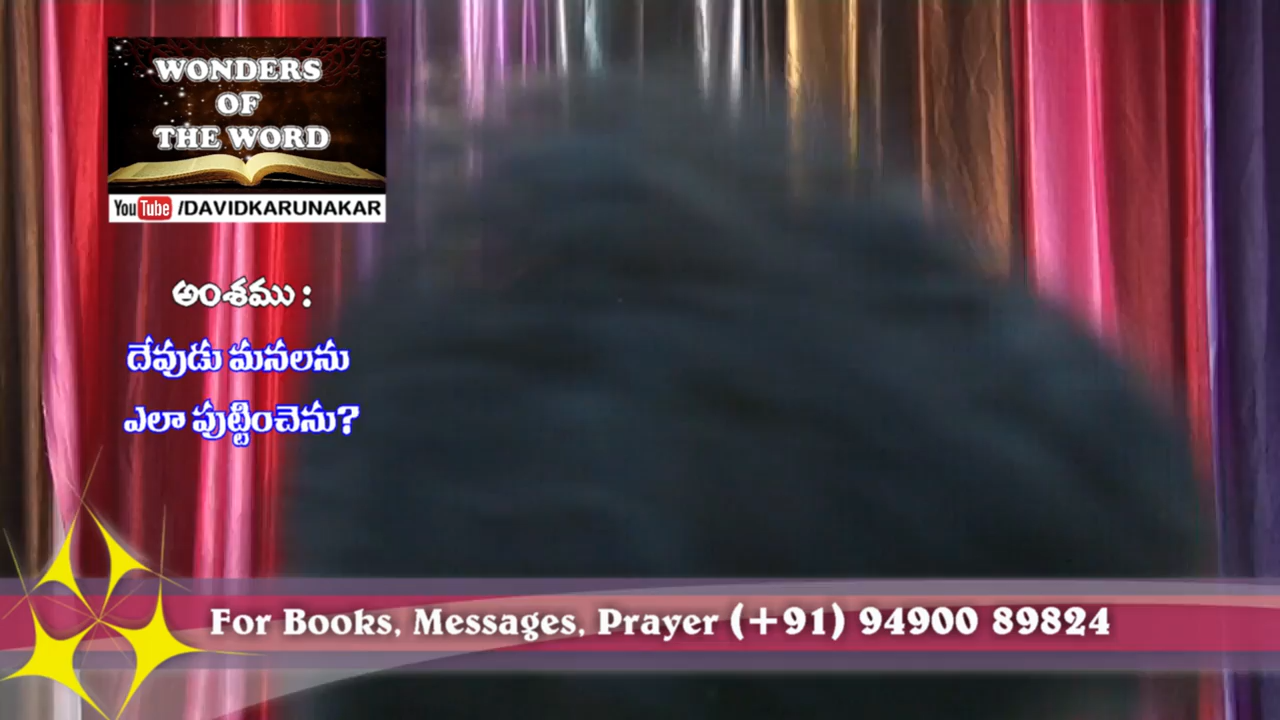 WONDERS
OF
THE WORD
YouTube /DAVIDKARUNAKAR
అంశము :
దేవుడు మనలను
ఎలా పుట్టించెను?
For Books, Messages, Prayer (+91) 94900 89824